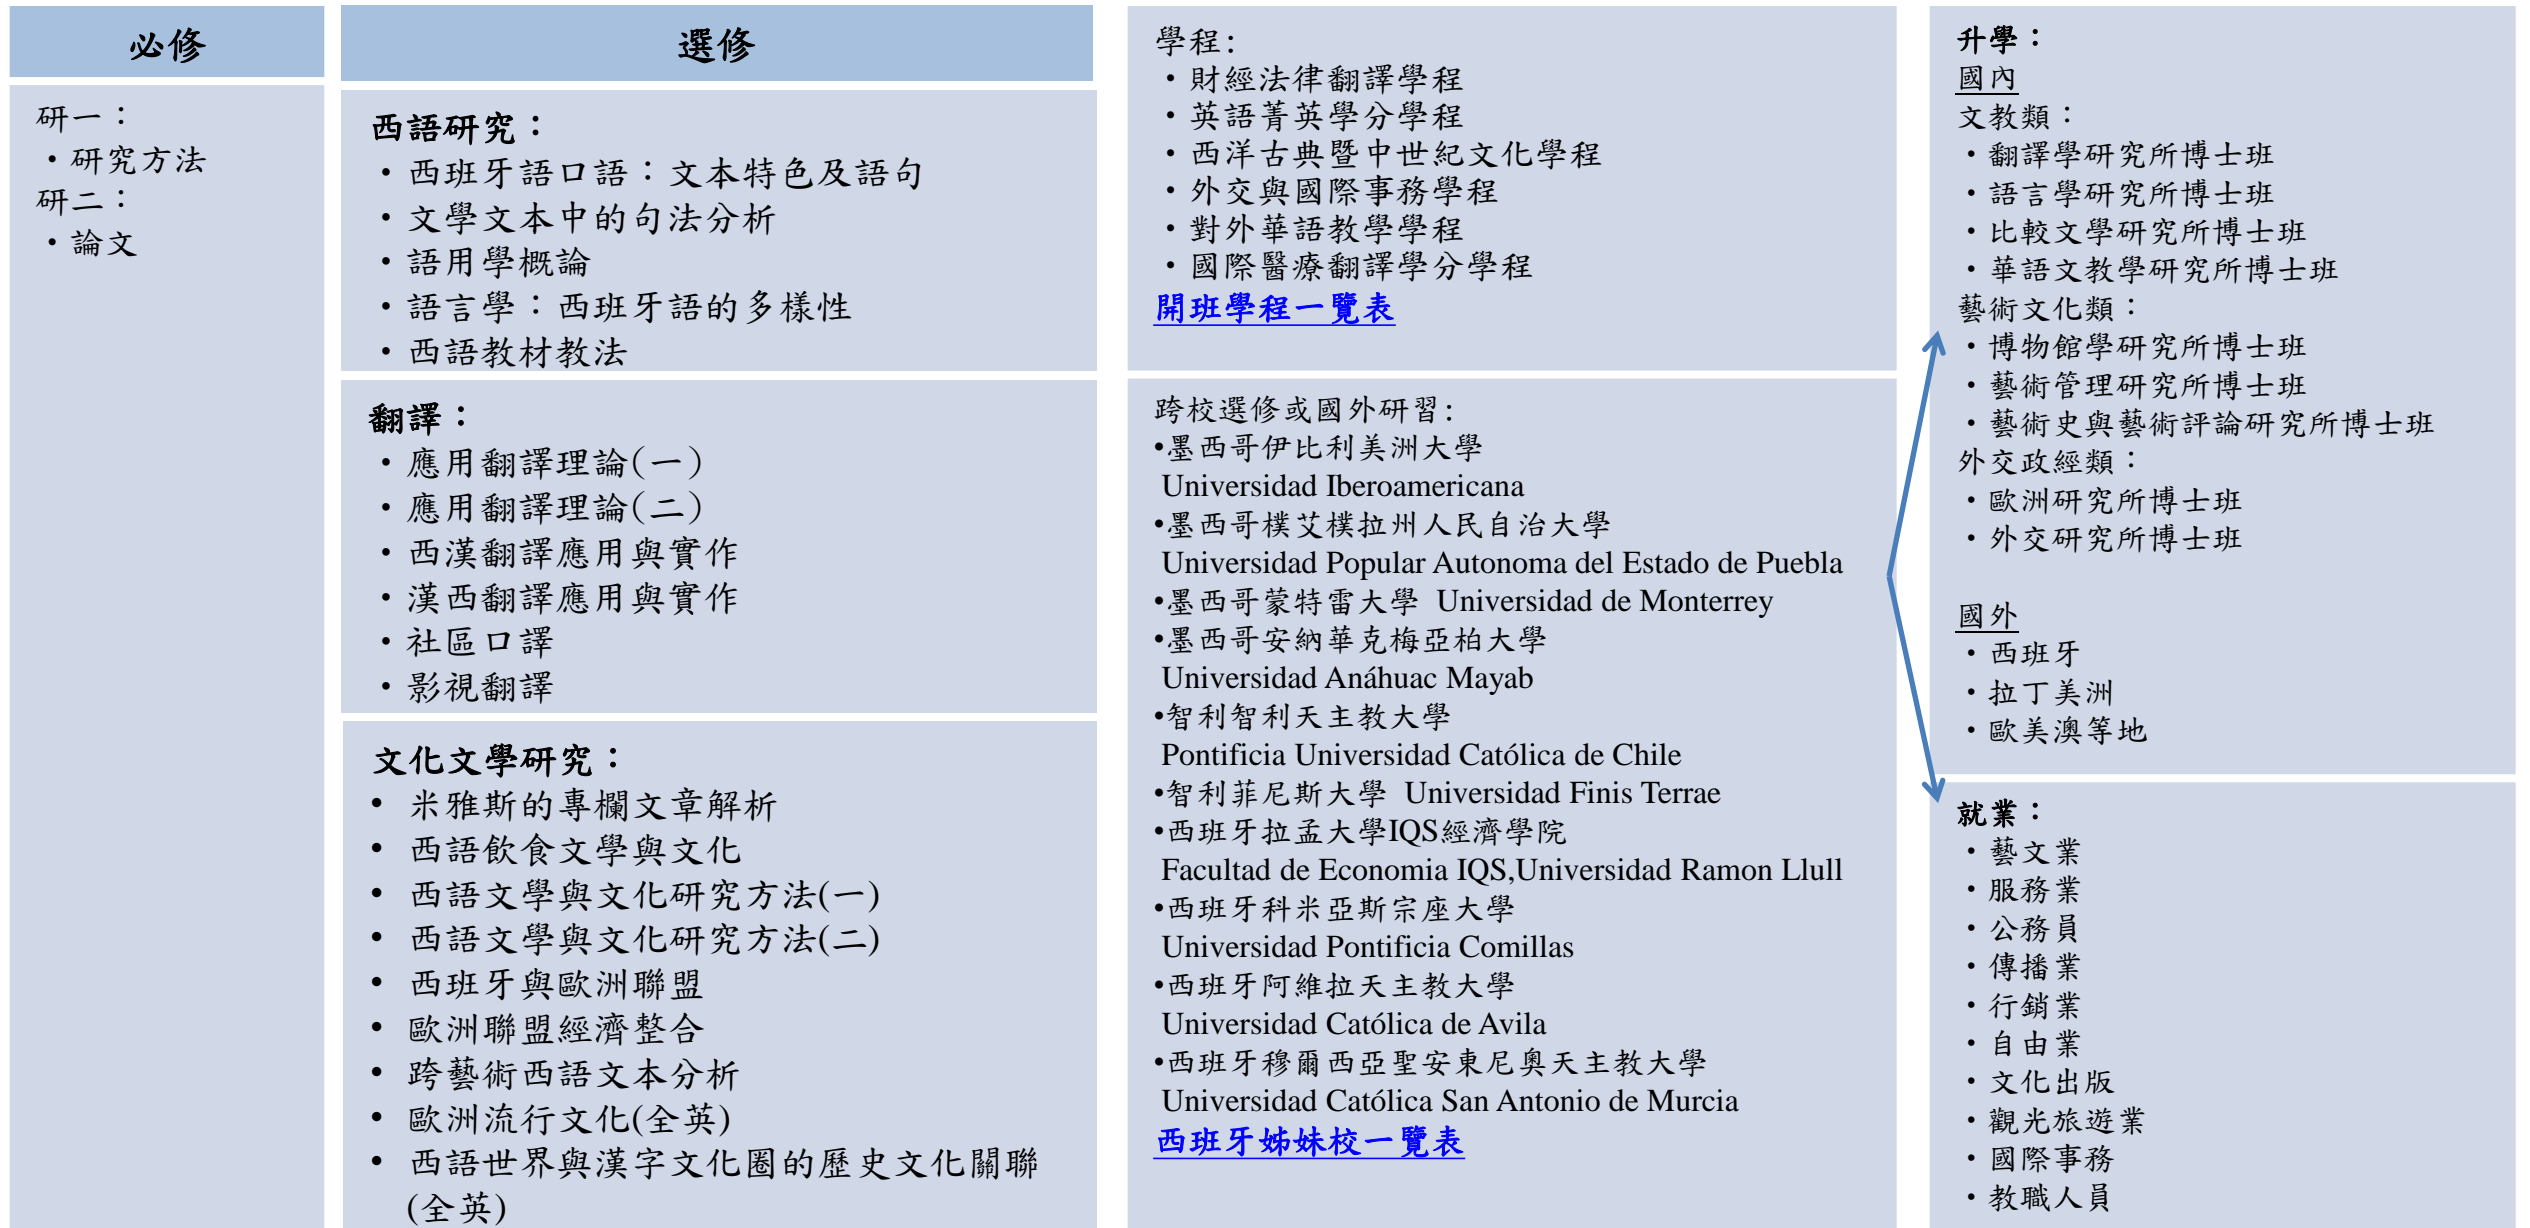 必修
研一：
・研究方法
研二：
・論文
選修
西語研究：
・西班牙語口語：文本特色及語句
・文學文本中的句法分析
・語用學概論
・語言學：西班牙語的多樣性
・西語教材教法
翻譯：
・應用翻譯理論(一)
・應用翻譯理論(二)
・西漢翻譯應用與實作
・漢西翻譯應用與實作
・社區口譯
・影視翻譯
文化文學研究：
• 米雅斯的專欄文章解析
• 西語飲食文學與文化
• 西語文學與文化研究方法(一)
• 西語文學與文化研究方法(二)
• 西班牙與歐洲聯盟
• 歐洲聯盟經濟整合
• 跨藝術西語文本分析
• 歐洲流行文化(全英)
• 西語世界與漢字文化圈的歷史文化關聯
(全英)
學程:
・財經法律翻譯學程
・英語菁英學分學程
・西洋古典暨中世紀文化學程
・外交與國際事務學程
・對外華語教學學程
・國際醫療翻譯學分學程
開班學程一覽表
跨校選修或國外研習:
•墨西哥伊比利美洲大學
Universidad Iberoamericana
•墨西哥樸艾樸拉州人民自治大學
Universidad Popular Autonoma del Estado de Puebla
•墨西哥蒙特雷大學 Universidad de Monterrey
•墨西哥安納華克梅亞柏大學
Universidad Anáhuac Mayab
•智利智利天主教大學
Pontificia Universidad Católica de Chile
•智利菲尼斯大學 Universidad Finis Terrae
•西班牙拉孟大學IQS經濟學院
Facultad de Economia IQS,Universidad Ramon Llull
•西班牙科米亞斯宗座大學
Universidad Pontificia Comillas
•西班牙阿維拉天主教大學
Universidad Católica de Avila
•西班牙穆爾西亞聖安東尼奧天主教大學
Universidad Católica San Antonio de Murcia
西班牙姊妹校一覽表
升學：
國內
文教類：
・翻譯學研究所博士班
・語言學研究所博士班
・比較文學研究所博士班
・華語文教學研究所博士班
藝術文化類：
・博物館學研究所博士班
・藝術管理研究所博士班
・藝術史與藝術評論研究所博士班
外交政經類：
・歐洲研究所博士班
・外交研究所博士班
國外
・西班牙
・拉丁美洲
・歐美澳等地
就業：
・藝文業
・服務業
・公務員
・傳播業
・行銷業
・自由業
・文化出版
・觀光旅遊業
・國際事務
・教職人員